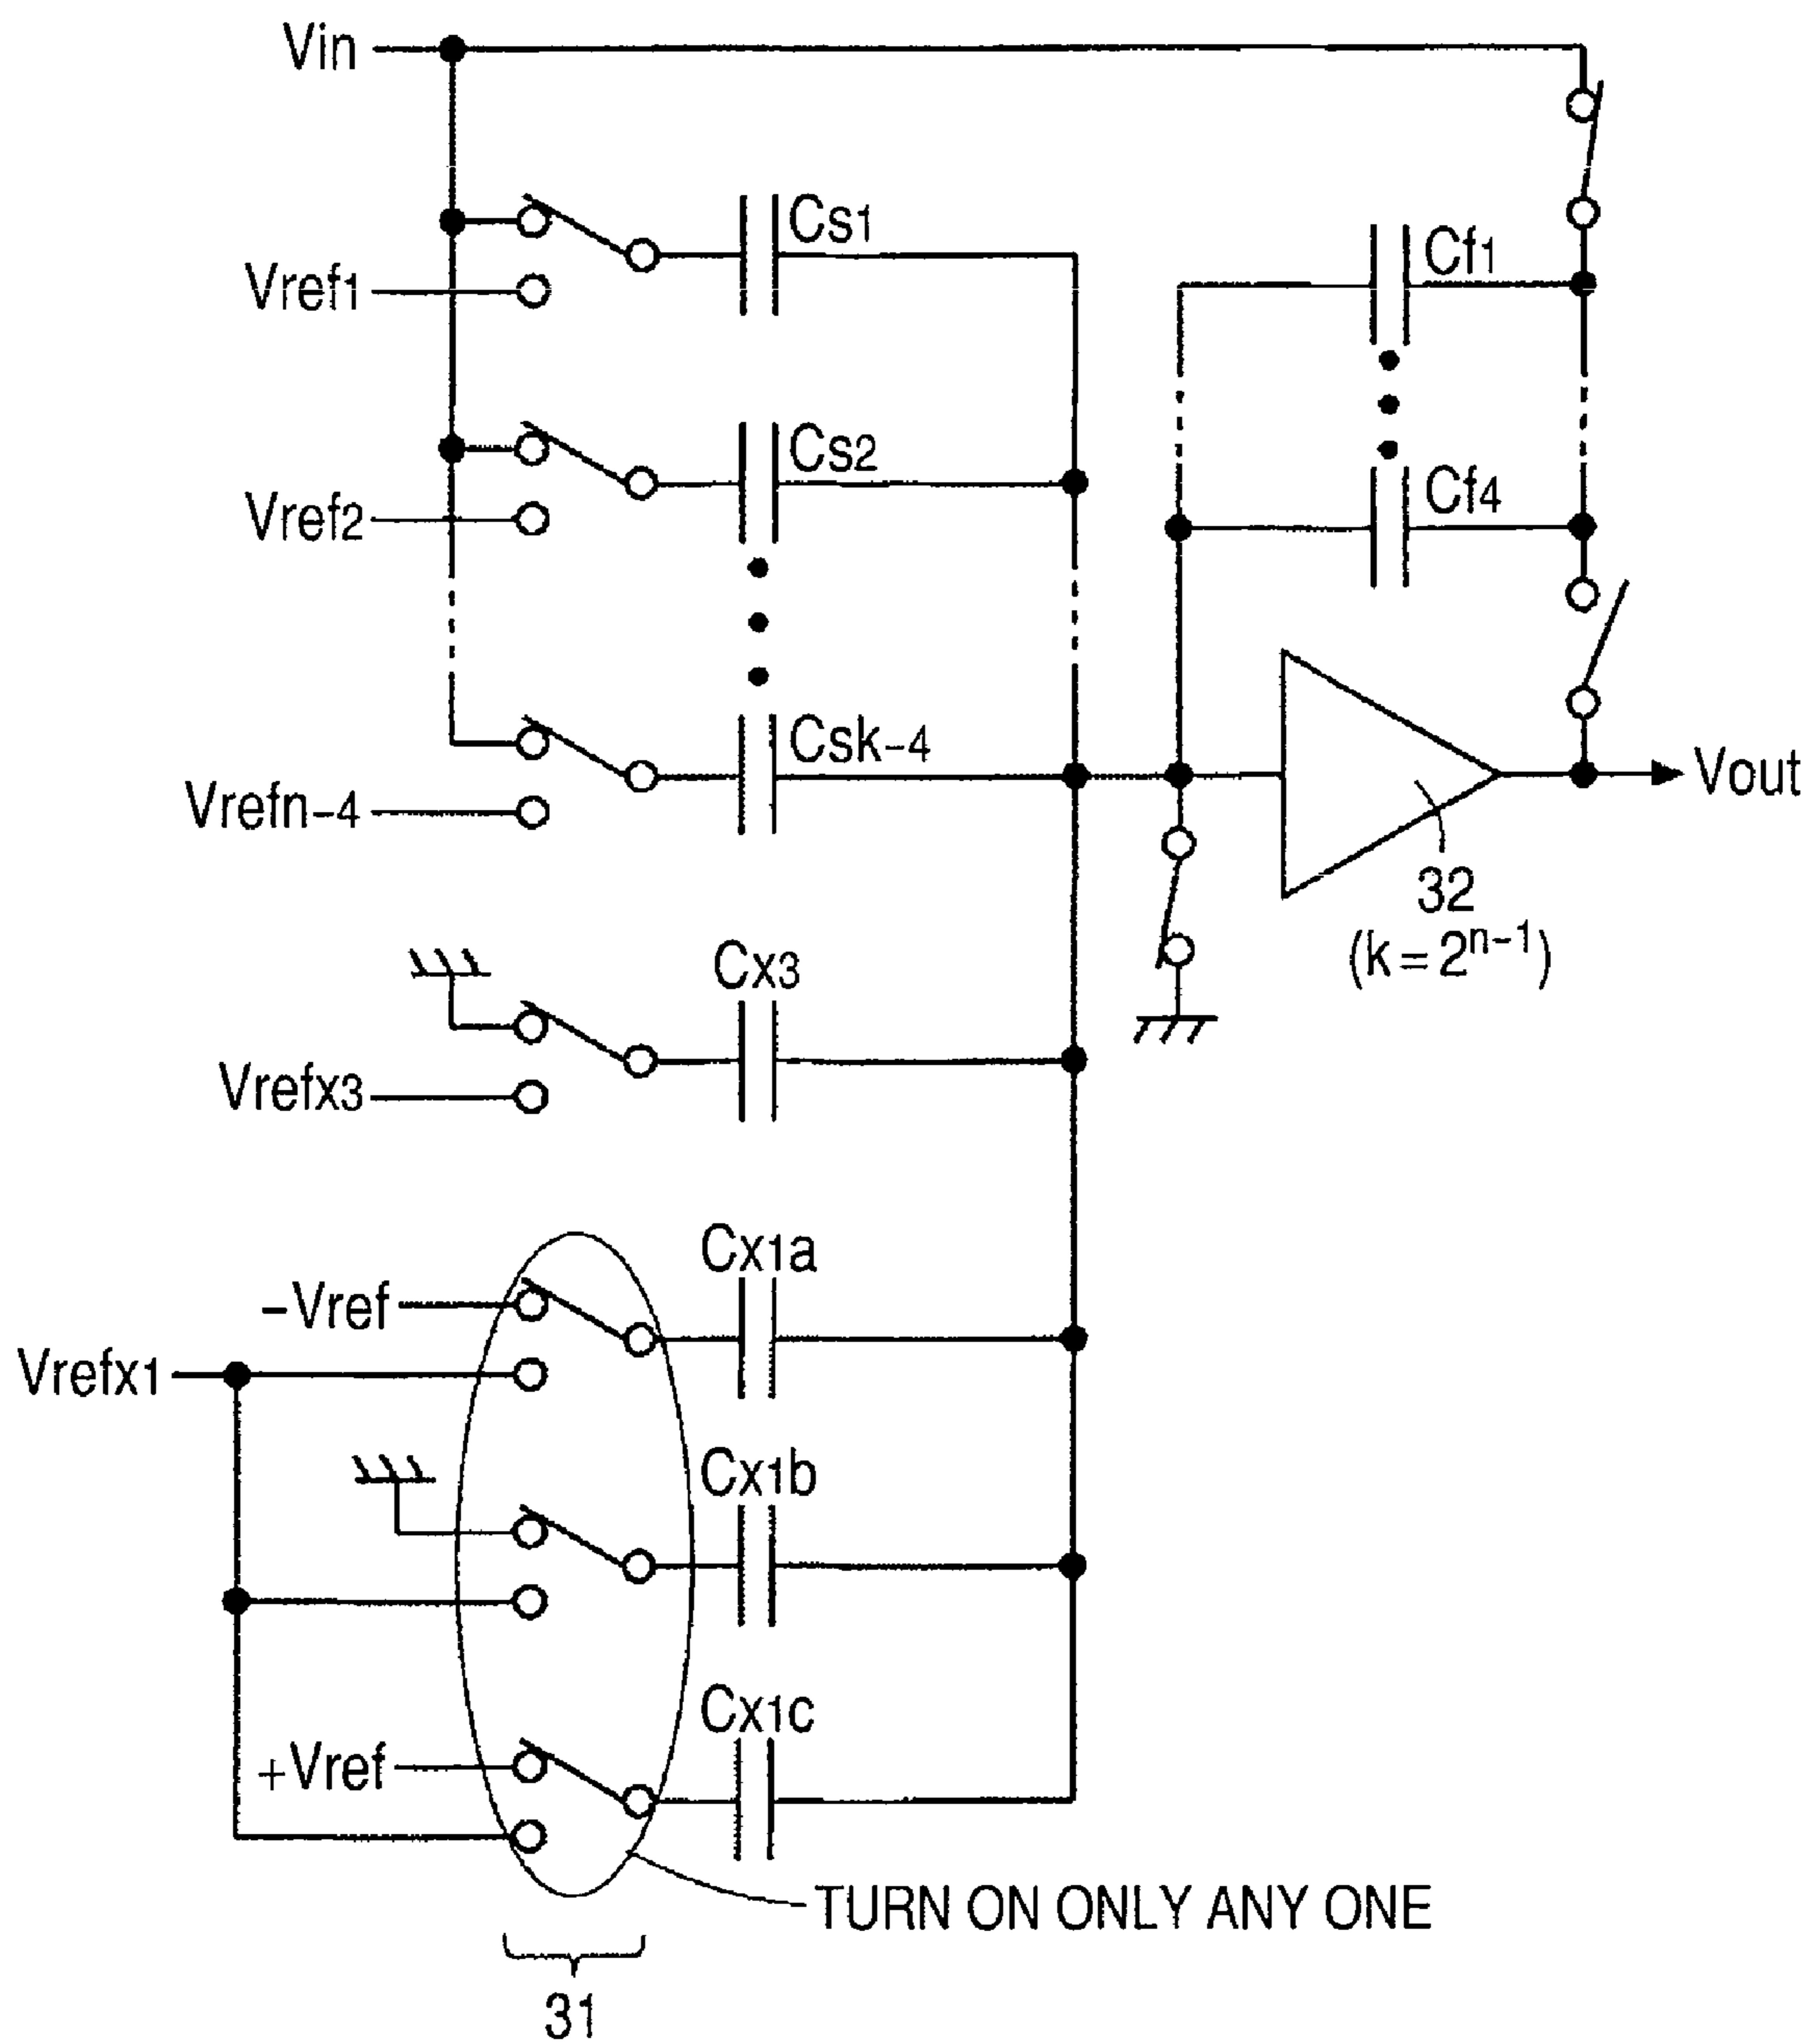 Vin
Cs1
Vref1
Cf1
Cs2
Vref2
Cf4
Csk-4
Vrefn-4
Vout
32
(k=2^{n-1})
Cx3
Vrefx3
Cx1a
-Vref
Vrefx1
Cx1b
Cx1c
+Vref
TURN ON ONLY ANY ONE
31